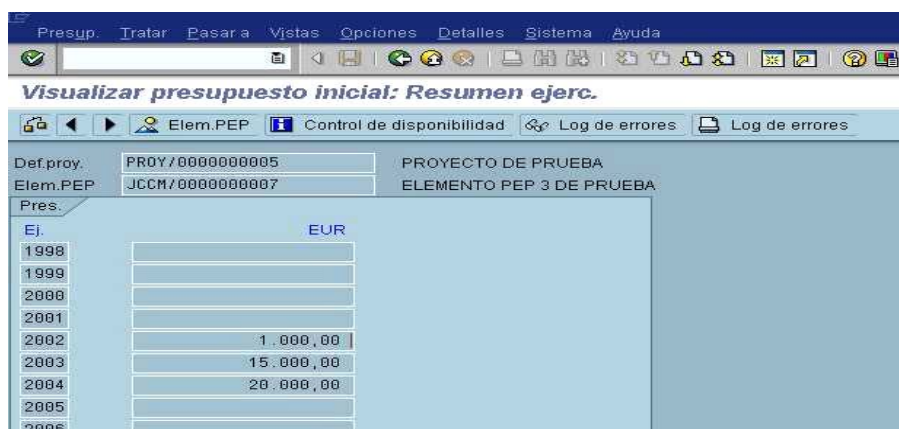 Presup. Tratar Pasar a Vistas Opciones Detalles Sistema Ayuda
Visualizar presupuesto inicial: Resumen ejerc.
Elem.PEP Control de disponibilidad Log de errores Log de errores
Def.proy. PROY/0000000005 PROYECTO DE PRUEBA
Elem.PEP JCCM/0000000007 ELEMENTO PEP 3 DE PRUEBA
Pres.
Ej. EUR
1998
1999
2000
2001
2002 1.000,00
2003 15.000,00
2004 20.000,00
2005
2006